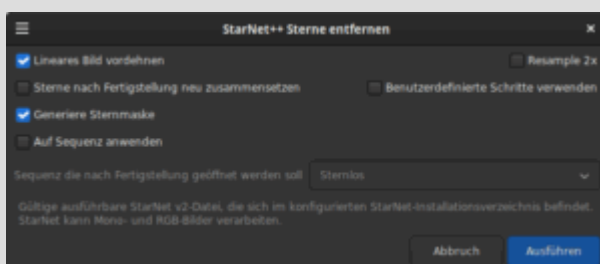 StarNet++ Sterne entfernen
Lineares Bild vordehnen
Resample 2x
Sterne nach Fertigstellung neu zusammensetzen
Benutzerdefinierte Schritte verwenden
Generiere Sternmaske
Auf Sequenz anwenden
Sequenz die nach Fertigstellung geöffnet werden soll
Sternlos
Gültige ausführbare StarNet v2-Datei, die sich im konfigurierten StarNet-Installationsverzeichnis befindet.
StarNet kann Mono- und RGB-Bilder verarbeiten.
Abbruch
Ausführen